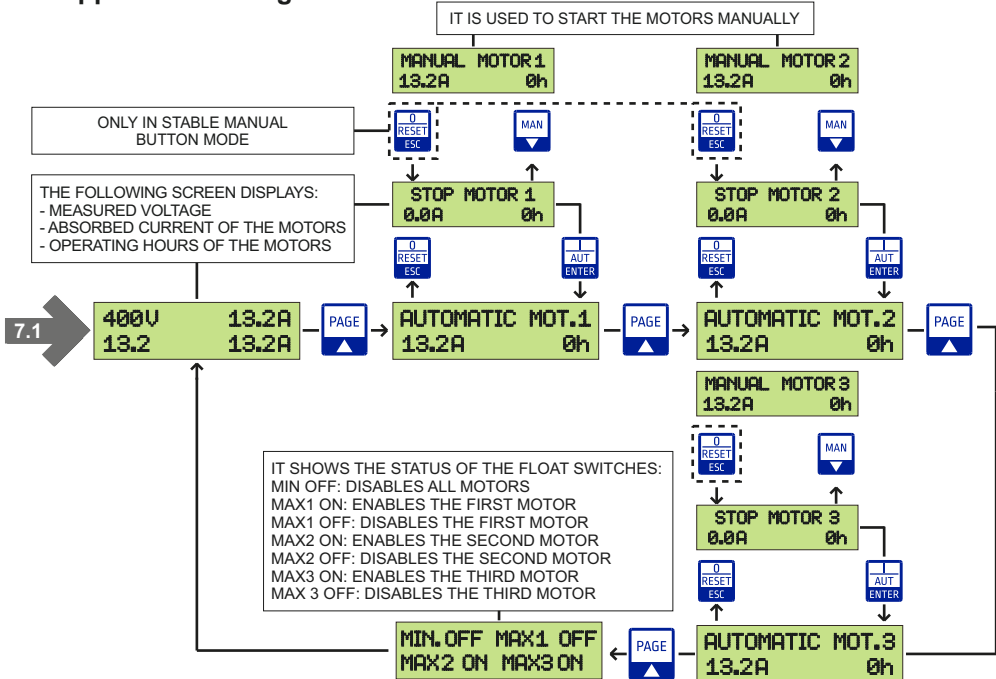 IT IS USED TO START THE MOTORS MANUALLY
MANUAL MOTOR1
13.2A 0h
MANUAL MOTOR2
13.2A 0h
ONLY IN STABLE MANUAL
BUTTON MODE
0
RESET
ESC
MAN
0
RESET
ESC
MAN
THE FOLLOWING SCREEN DISPLAYS:
- MEASURED VOLTAGE
- ABSORBED CURRENT OF THE MOTORS
- OPERATING HOURS OF THE MOTORS
STOP MOTOR 1
0.0A 0h
STOP MOTOR 2
0.0A 0h
0
RESET
ESC
I
AUT
ENTER
0
RESET
ESC
I
AUT
ENTER
7.1
400V 13.2A
13.2 13.2A
PAGE
AUTOMATIC MOT.1
13.2A 0h
PAGE
AUTOMATIC MOT.2
13.2A 0h
PAGE
MANUAL MOTOR3
13.2A 0h
0
RESET
ESC
MAN
IT SHOWS THE STATUS OF THE FLOAT SWITCHES:
MIN OFF: DISABLES ALL MOTORS
MAX1 ON: ENABLES THE FIRST MOTOR
MAX1 OFF: DISABLES THE FIRST MOTOR
MAX2 ON: ENABLES THE SECOND MOTOR
MAX2 OFF: DISABLES THE SECOND MOTOR
MAX3 ON: ENABLES THE THIRD MOTOR
MAX 3 OFF: DISABLES THE THIRD MOTOR
STOP MOTOR 3
0.0A 0h
0
RESET
ESC
I
AUT
ENTER
MIN.OFF MAX1 OFF
MAX2 ON MAX3ON
PAGE
AUTOMATIC MOT.3
13.2A 0h